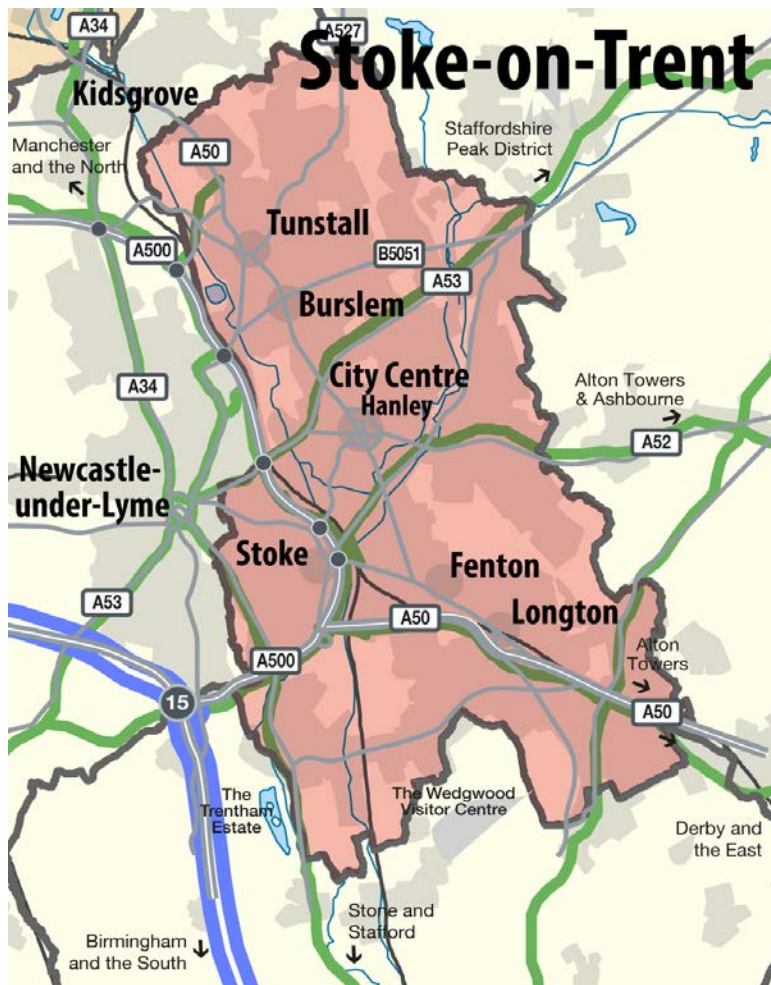 A34
A527
Stoke-on-Trent
Kidsgrove
Manchester
and the North
A50
Staffordshire
Peak District
Tunstall
A500
B5051
A53
Burslem
City Centre
Hanley
A34
Alton Towers
& Ashbourne
A52
Newcastle-
under-Lyme
Stoke
Fenton
A53
A50
Longton
A500
Alton
Towers
15
A50
The
Trentham
Estate
The Wedgwood
Visitor Centre
Derby and
the East
Stone and
Stafford
Birmingham
and the South